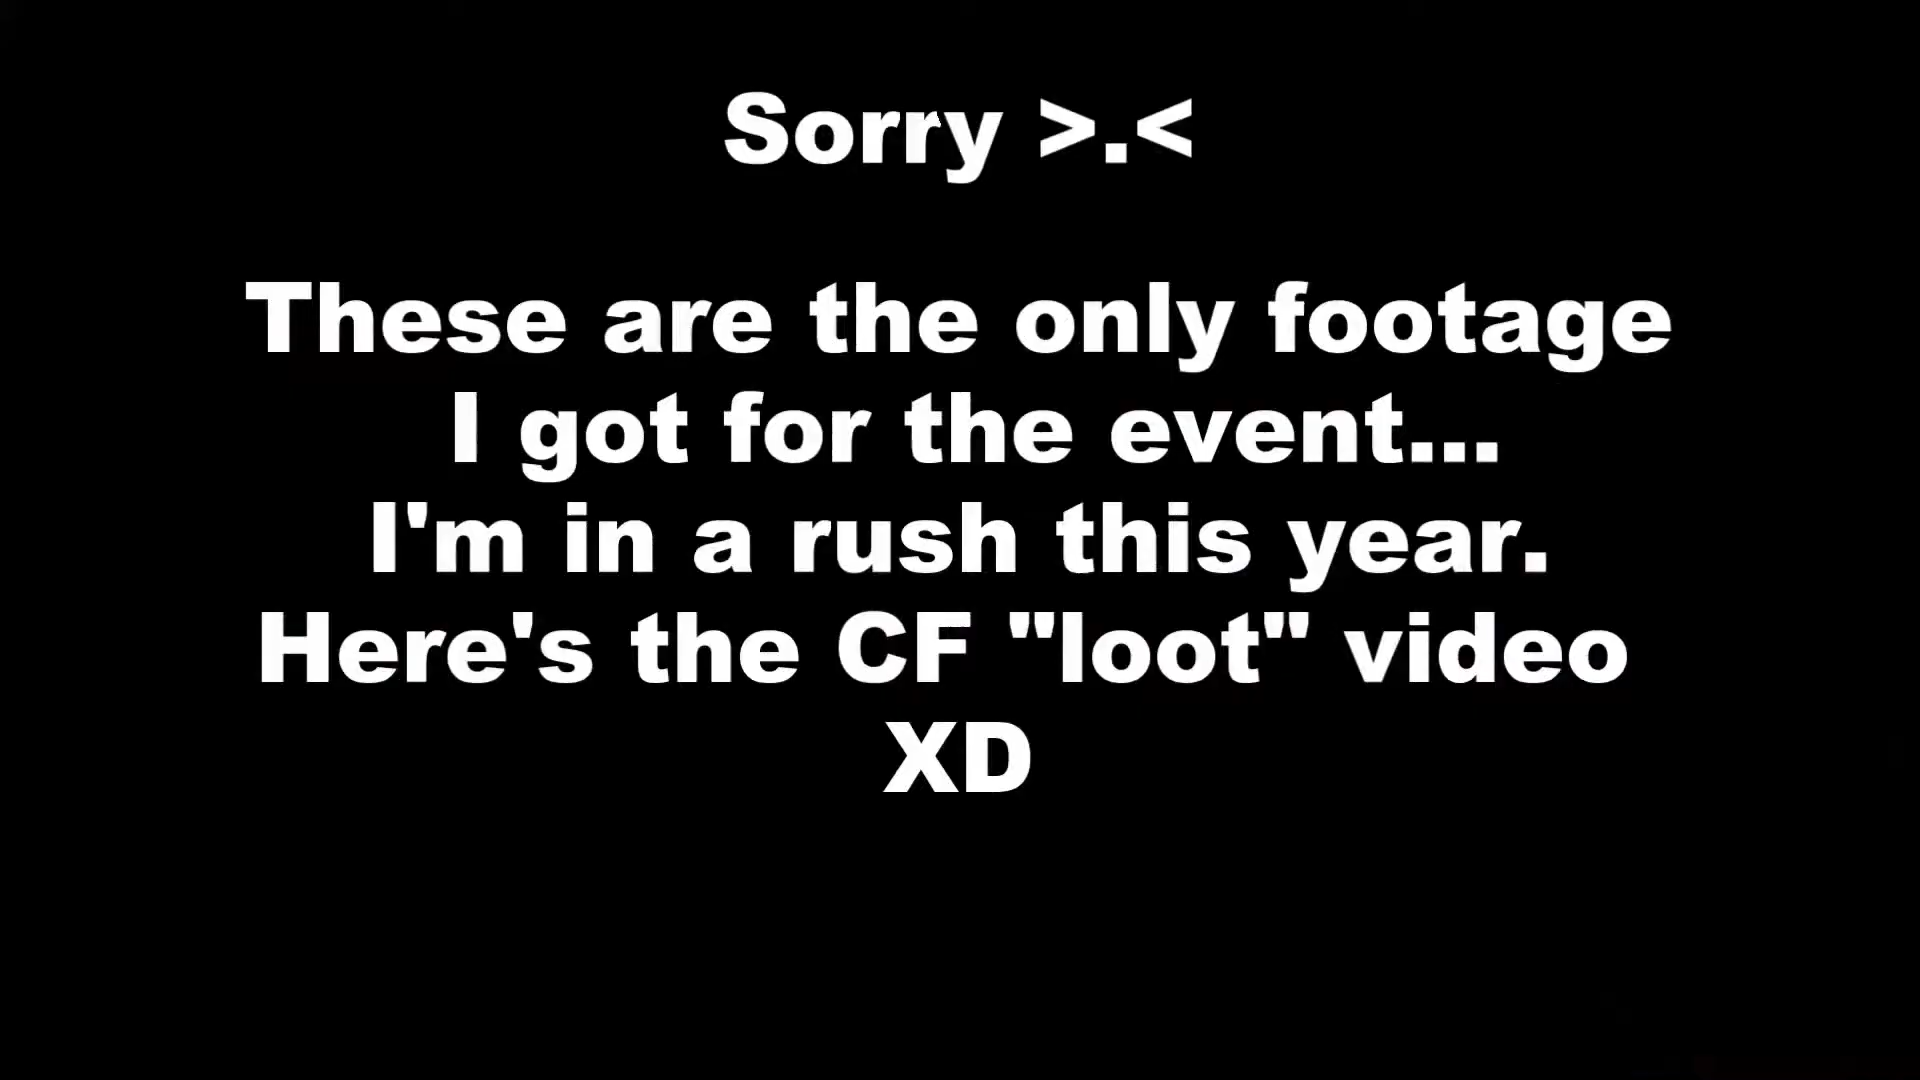 Sorry >.<
These are the only footage
I got for the event...
I'm in a rush this year.
Here's the CF "loot" video
XD